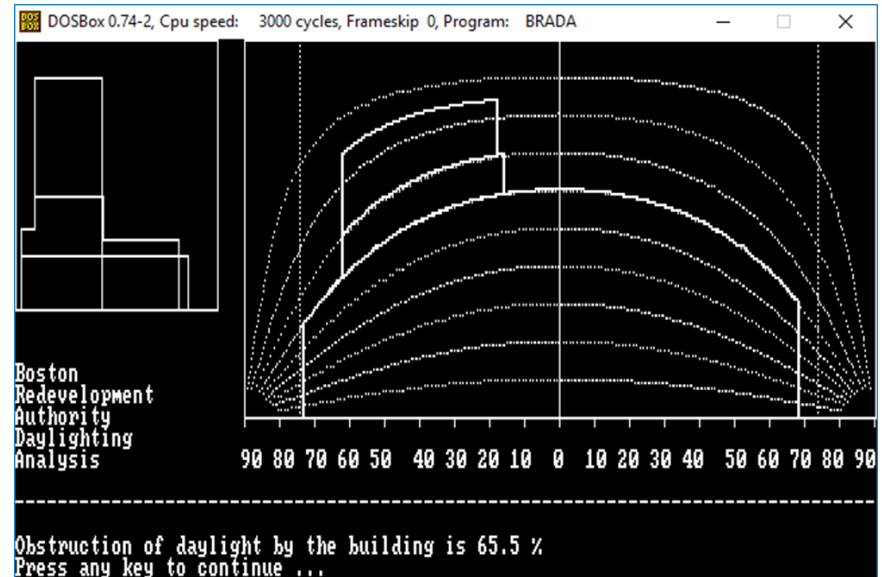 DOSBox 0.74-2, Cpu speed: 3000 cycles, Frameskip 0, Program: BRADA
Boston
Redevelopment
Authority
Daylighting
Analysis
90 80 70 60 50 40 30 20 10 0 10 20 30 40 50 60 70 80 90
Obstruction of daylight by the building is 65.5 %
Press any key to continue ...